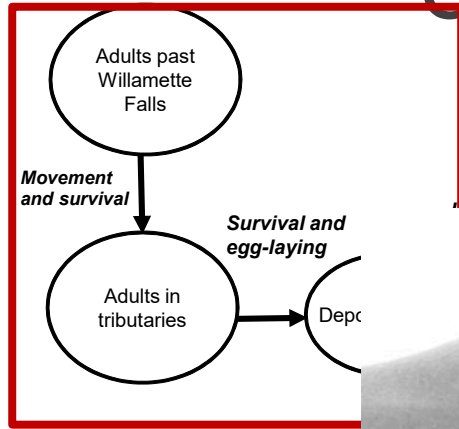 Adults past
Willamette
Falls
Movement
and survival
Survival and
egg-laying
Adults in
tributaries